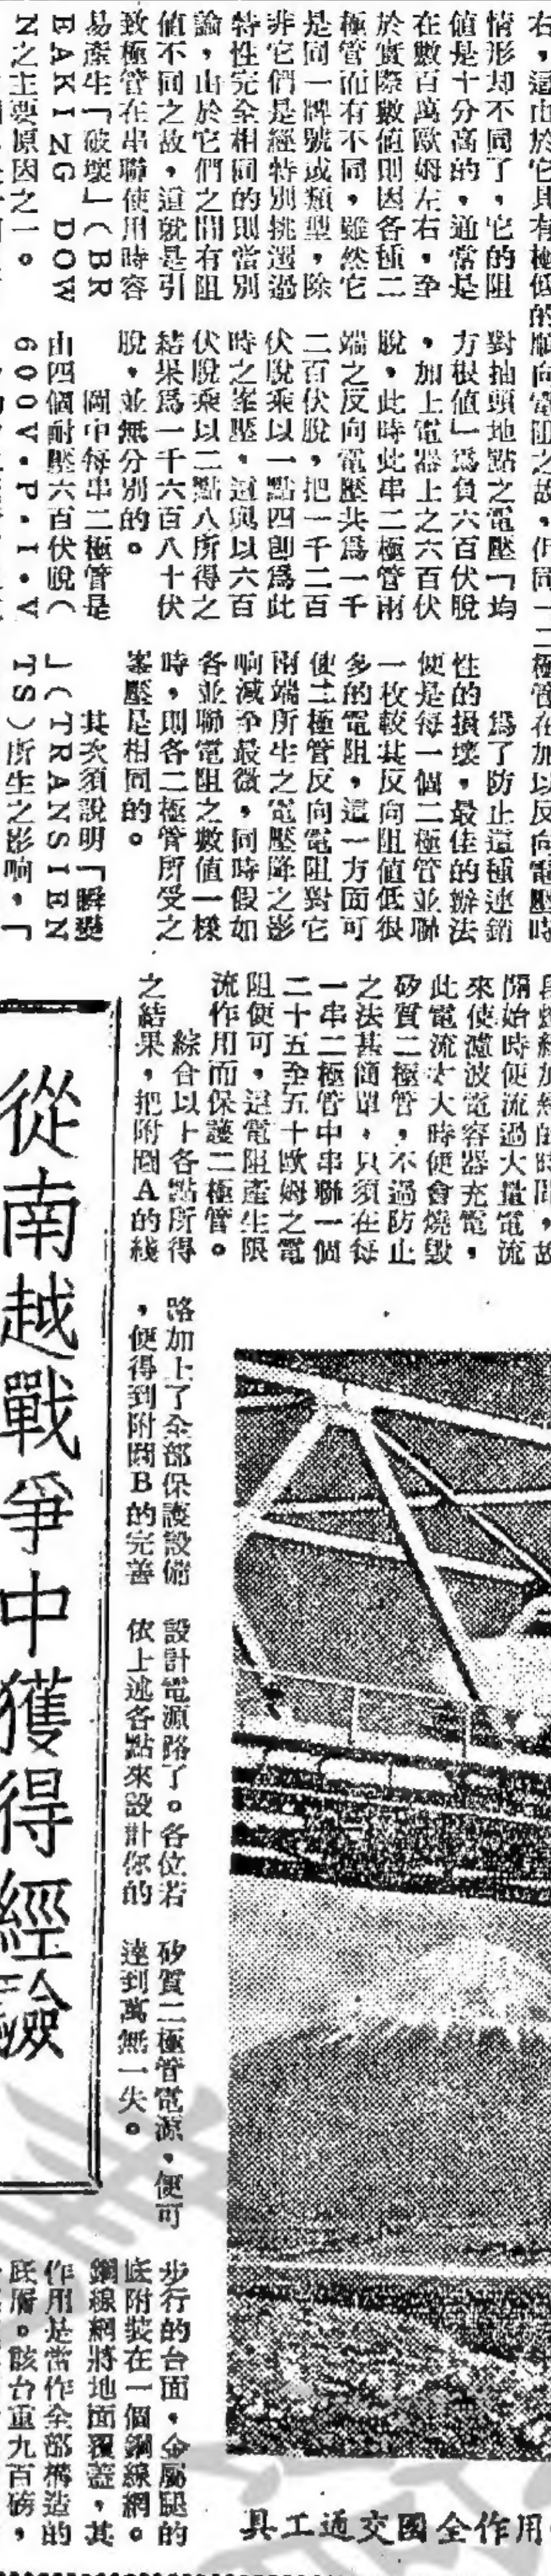 右，這由於它具有極低的順向電阻之故，但同一二極管在加以反向電壓時
情形却不同了，它的阻
值是十分高的，通常是
在數百萬歐姆左右，至
於實際數值則因各種二
極管而有不同，雖然它
是同一牌號或類型，除
非它們是經特別挑選過
特性完全相同的則當別
論，由於它們之間有阻
值不同之故，這就是引
致極管在串聯使用時容
易產生「破壞」（BR
EAKING DOW
N之主要原因之一。
對抽頭地點之電壓「均
方根值」為負六百伏脫
，加上電器上之六百伏
脫，此時此串二極管兩
端之反向電壓共為一千
二百伏脫，把一千二百
伏脫乘以一點四卽為此
時之峯壓，這與以六百
伏脫乘以二點八所得之
結果為一千六百八十伏
脫，並無分別的。
圖中每串二極管是
由四個耐壓六百伏脫（
600V·P·I·V
為了防止這種連銷
性的損壞，最佳的辦法
便是每一個二極管並聯
一枚較其反向阻值低很
多的電阻，這一方面可
使二極管反向電阻對它
兩端所生之電壓降之影
响減至最微，同時假如
各並聯電阻之數值一樣
時，則各二極管所受之
峯壓是相同的。
其次須說明「瞬變
」（TRANSIEN
TS）所生之影响，「
的時間，故
開始時便流過大量電流
來使濾波電容器充電，
此電流太大時便會燒毀
矽質二極管，不過防止
之法甚簡單，只須在每
一串二極管中串聯一個
二十五至五十歐姆之電
阻便可，這電阻產生限
流作用而保護二極管。
綜合以上各點所得
之結果，把附圖A的綫
路加上了全部保護設備
，便得到附圖B的完善
設計電源路了。各位若
依上述各點來設計你的
矽質二極管電源，便可
達到萬無一失。
從南越戰爭中獲得經驗
步行的台面，金屬腿的
底附裝在一個鋼線網。
鋼線網將地面覆蓋，其
作用是當作全部構造的
底層。該台重九百磅，
用作全國交通工具